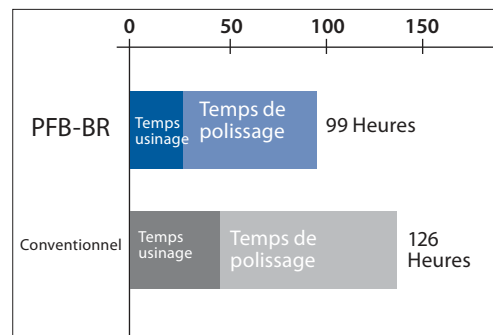 0 50 100 150
PFB-BR
Temps
usinage
Temps de
polissage
99 Heures
Conventionnel
Temps
usinage
Temps de
polissage
126
Heures